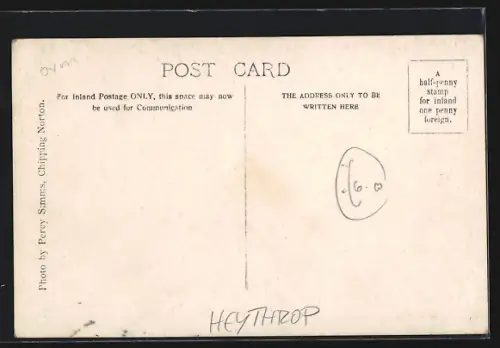 POST CARD
For Inland Postage ONLY, this space may now
be used for Communication
THE ADDRESS ONLY TO BE
WRITTEN HERE
A
half-penny
stamp
for inland
one penny
foreign.
Photo by Percy Simms, Chipping Norton.
HEYTHROP